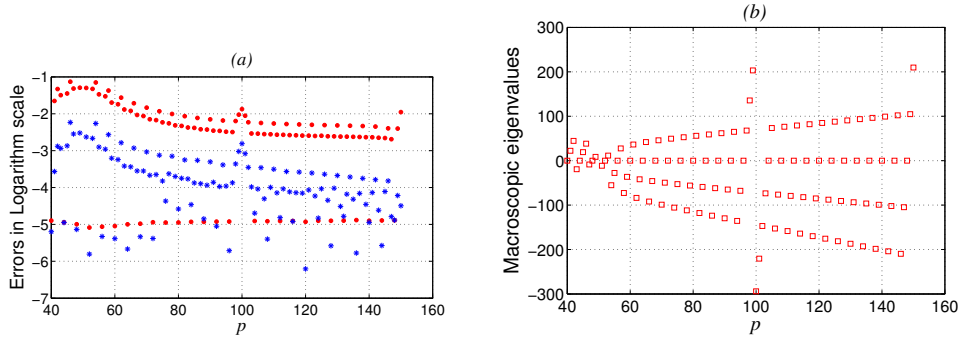 (a)
Errors in Logarithm scale
-1
-2
-3
-4
-5
-6
-7
40 60 80 100 120 140 160
p
(b)
Macroscopic eigenvalues
300
200
100
0
-100
-200
-300
40 60 80 100 120 140 160
p